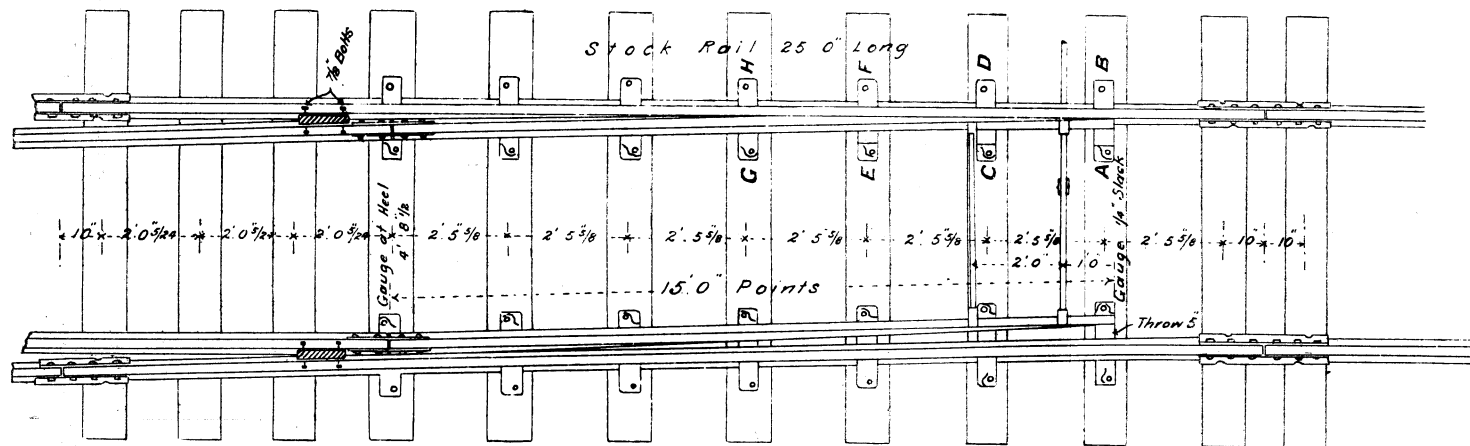 Stock Rail 25'0" Long
7/8" Bolts
H F D B
G E C A
Gauge at Heel
4' 8 1/2
Gauge 1/4" Slack
10" 2'.0"5/24 2'.0"5/24 2'.0"5/24 2'.5"5/8 2'.5"5/8 2'.5"5/8 2'.5"5/8 2'.5"5/8 2'.5"5/8 2'.5"5/8 10" 10"
2'0" 1'0"
15'.0" Points
Throw 5"